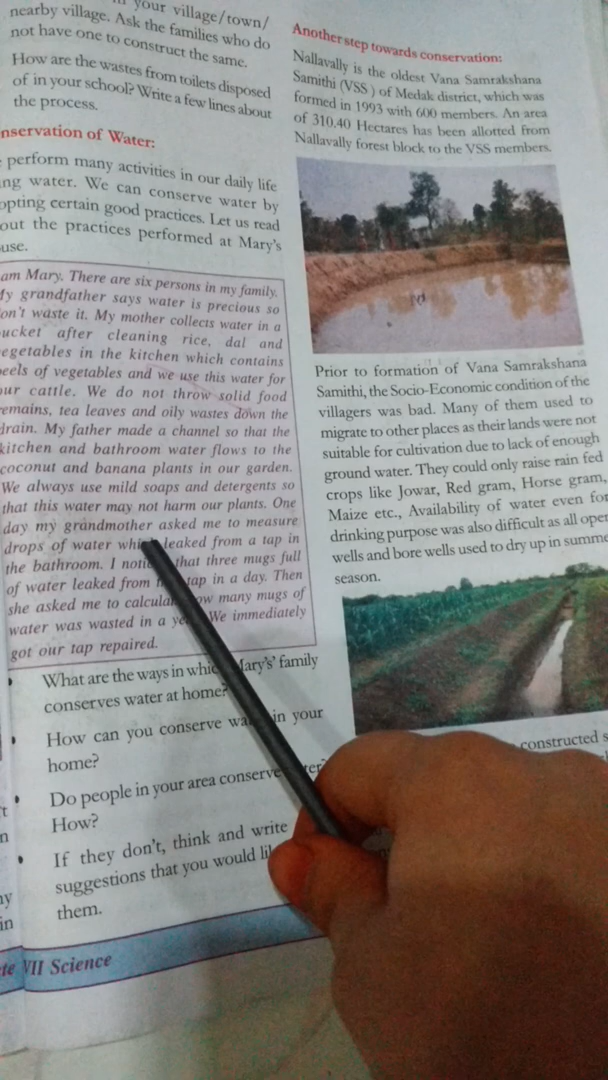 your village/town/
nearby village. Ask the families who do
not have one to construct the same.
How are the wastes from toilets disposed
of in your school? Write a few lines about
the process.
nservation of Water:
perform many activities in our daily life
ng water. We can conserve water by
opting certain good practices. Let us read
out the practices performed at Mary's
use.
am Mary. There are six persons in my family.
My grandfather says water is precious so
on't waste it. My mother collects water in a
ucket after cleaning rice, dal and
egetables in the kitchen which contains
eels of vegetables and we use this water for
ur cattle. We do not throw solid food
remains, tea leaves and oily wastes down the
drain. My father made a channel so that the
kitchen and bathroom water flows to the
coconut and banana plants in our garden.
We always use mild soaps and detergents so
that this water may not harm our plants. One
day my grandmother asked me to measure
drops of water leaked from a tap in
the bathroom. I that three mugs full
of water leaked from tap in a day. Then
she asked me to how many mugs of
water was wasted in a We immediately
got our tap repaired.
• What are the ways in Mary's' family
conserves water at home?
• How can you conserve in your
home?
• Do people in your area conserve
How?
• If they don't, think and write
suggestions that you would
them.
VII Science
Another step towards conservation:
Nallavally is the oldest Vana Samrakshana
Samithi (VSS ) of Medak district, which was
formed in 1993 with 600 members. An area
of 310.40 Hectares has been allotted from
Nallavally forest block to the VSS members.
Prior to formation of Vana Samrakshana
Samithi, the Socio-Economic condition of the
villagers was bad. Many of them used to
migrate to other places as their lands were not
suitable for cultivation due to lack of enough
ground water. They could only raise rain fed
crops like Jowar, Red gram, Horse gram,
Maize etc., Availability of water even for
drinking purpose was also difficult as all open
wells and bore wells used to dry up in summe
season.
constructed